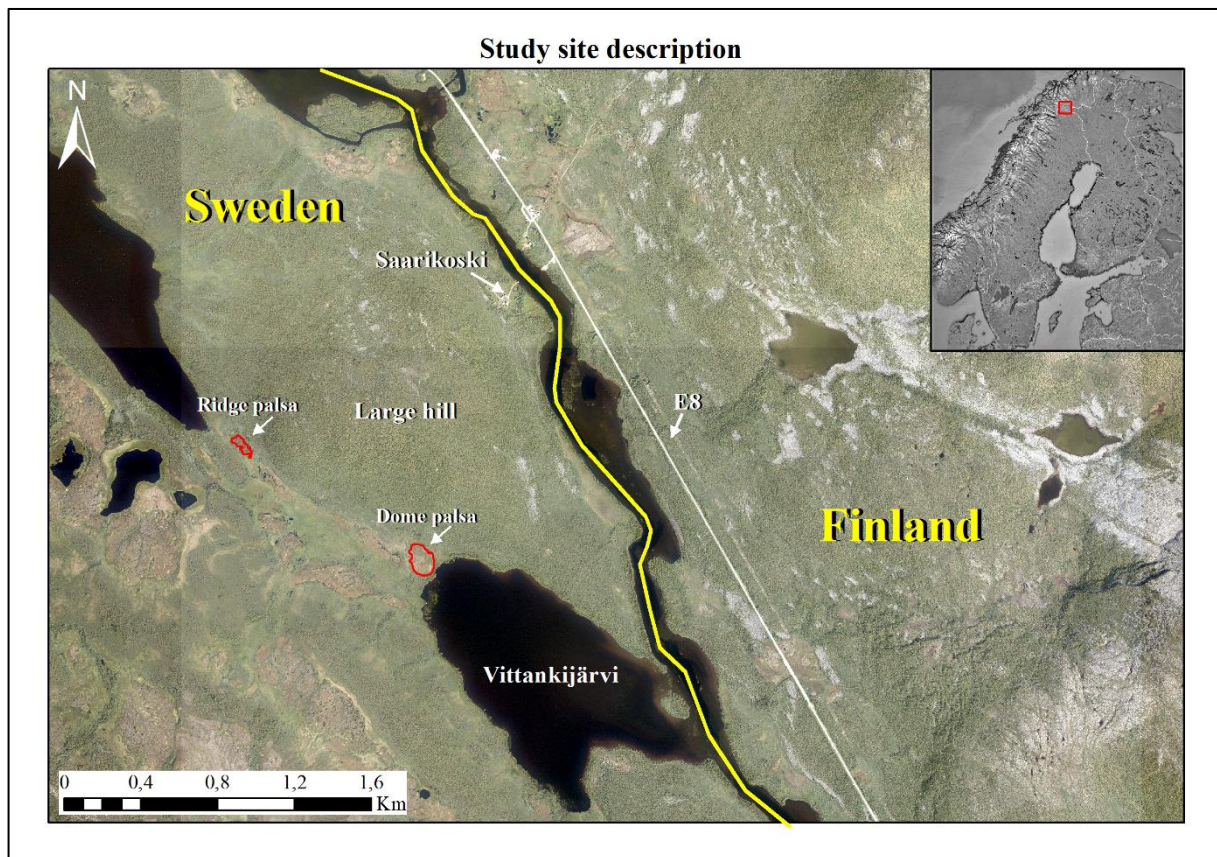 Study site description
N
Sweden
Saarikoski
Ridge palsa
Large hill
E8
Dome palsa
Finland
Vittankijärvi
0 0,4 0,8 1,2 1,6
Km